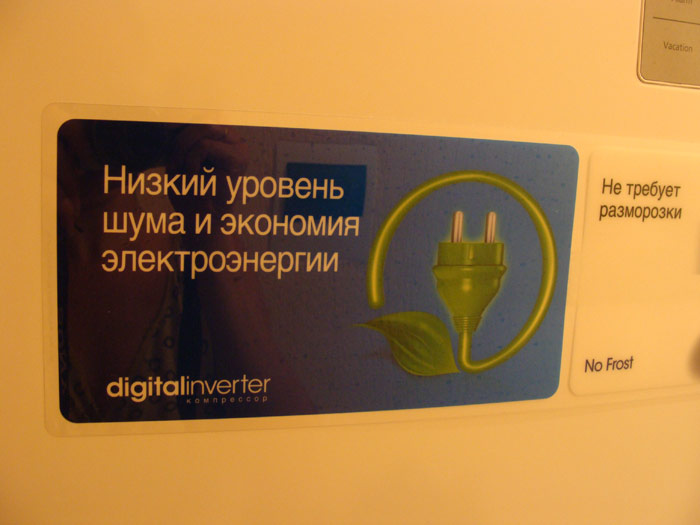 Vacation
Низкий уровень
шума и экономия
электроэнергии
digitalinverter
компрессор
Не требует
разморозки
No Frost